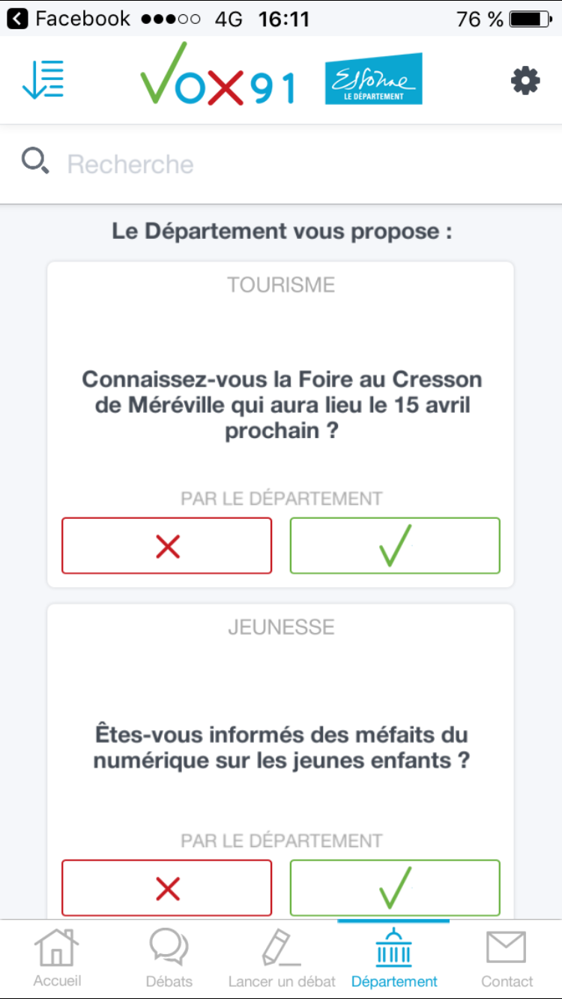 Facebook 4G 16:11 76 %
VOX91 Essonne
LE DÉPARTEMENT
Recherche
Le Département vous propose :
TOURISME
Connaissez-vous la Foire au Cresson
de Méréville qui aura lieu le 15 avril
prochain ?
PAR LE DÉPARTEMENT
JEUNESSE
Êtes-vous informés des méfaits du
numérique sur les jeunes enfants ?
PAR LE DÉPARTEMENT
Accueil Débats Lancer un débat Département Contact